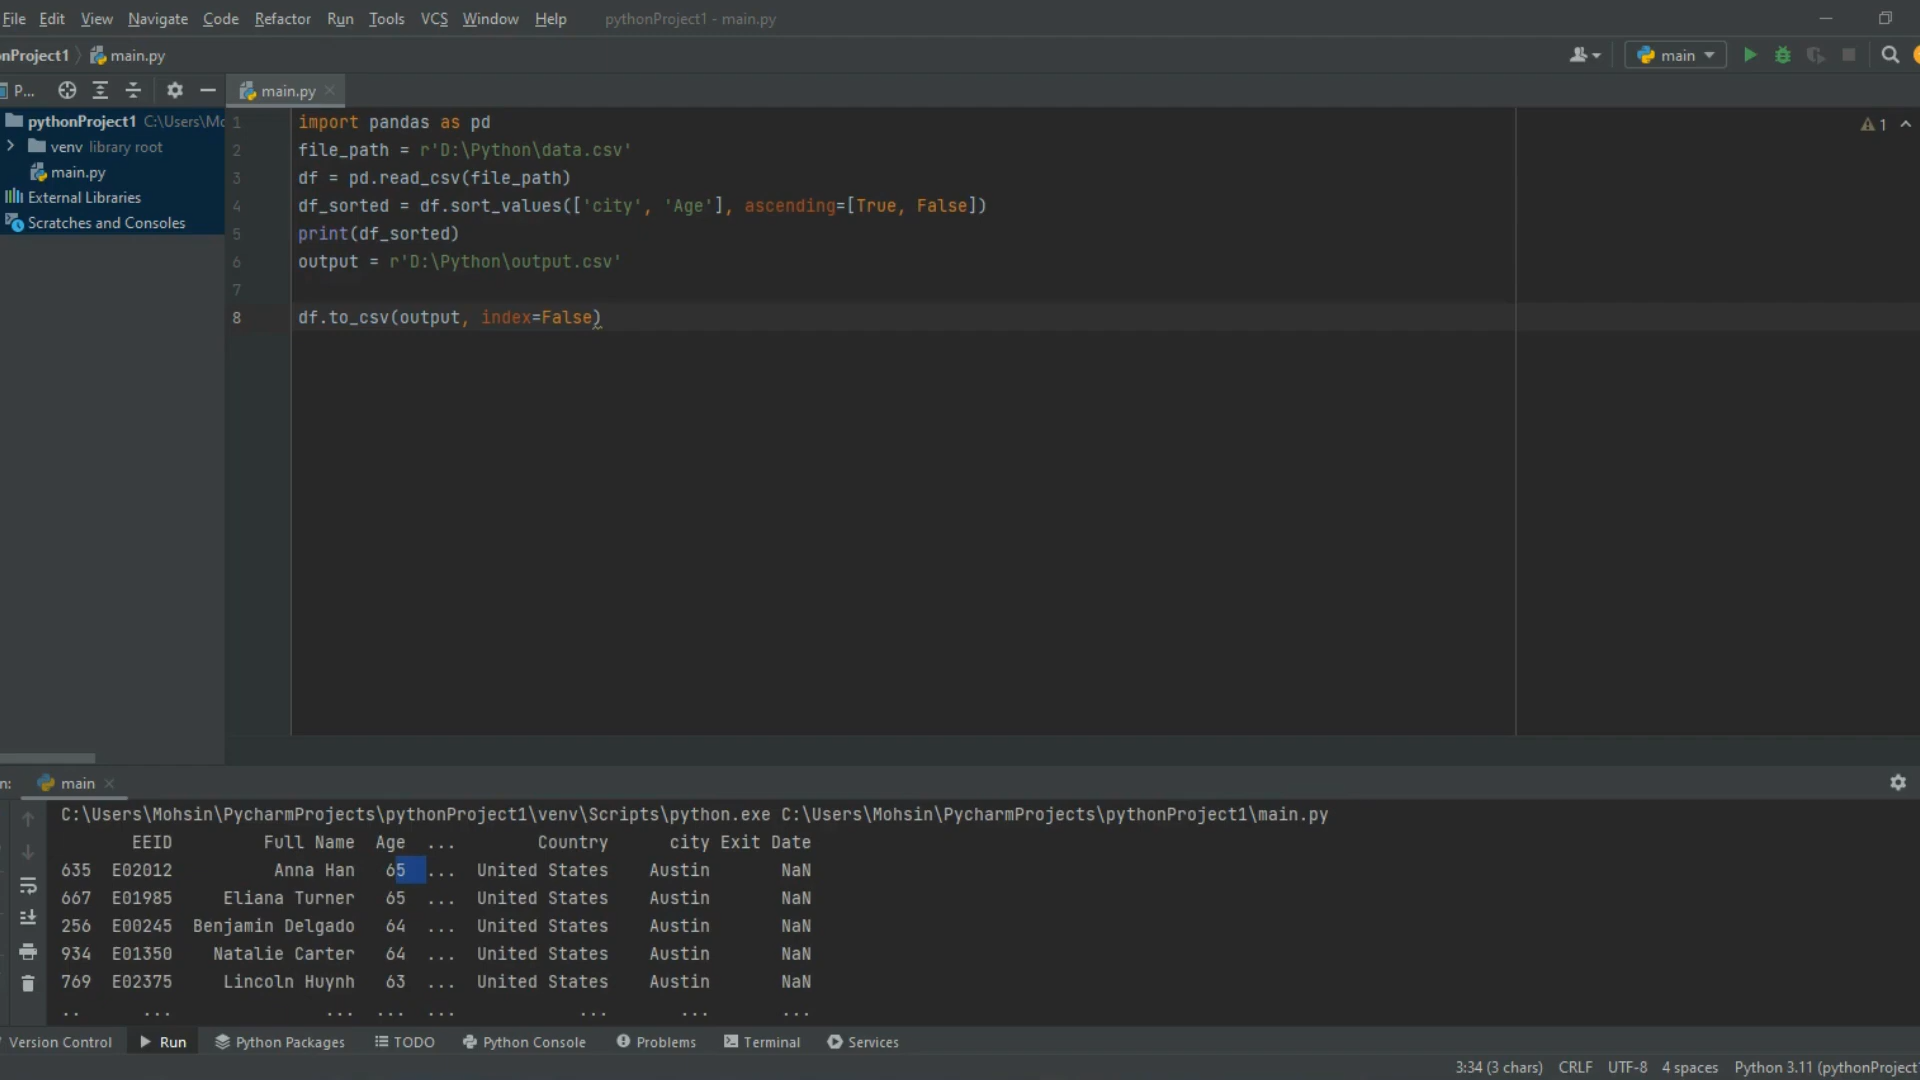 File Edit View Navigate Code Refactor Run Tools VCS Window Help pythonProject1 - main.py
nProject1 main.py main
P... main.py
pythonProject1 C:\Users\Mo
venv library root
main.py
External Libraries
Scratches and Consoles
1 import pandas as pd
2 file_path = r'D:\Python\data.csv'
3 df = pd.read_csv(file_path)
4 df_sorted = df.sort_values(['city', 'Age'], ascending=[True, False])
5 print(df_sorted)
6 output = r'D:\Python\output.csv'
7
8 df.to_csv(output, index=False)
1
n: main
C:\Users\Mohsin\PycharmProjects\pythonProject1\venv\Scripts\python.exe C:\Users\Mohsin\PycharmProjects\pythonProject1\main.py
EEID Full Name Age ... Country city Exit Date
635 E02012 Anna Han 65 ... United States Austin NaN
667 E01985 Eliana Turner 65 ... United States Austin NaN
256 E00245 Benjamin Delgado 64 ... United States Austin NaN
934 E01350 Natalie Carter 64 ... United States Austin NaN
769 E02375 Lincoln Huynh 63 ... United States Austin NaN
.. ... ... ... ... ... ... ...
Version Control Run Python Packages TODO Python Console Problems Terminal Services
3:34 (3 chars) CRLF UTF-8 4 spaces Python 3.11 (pythonProject